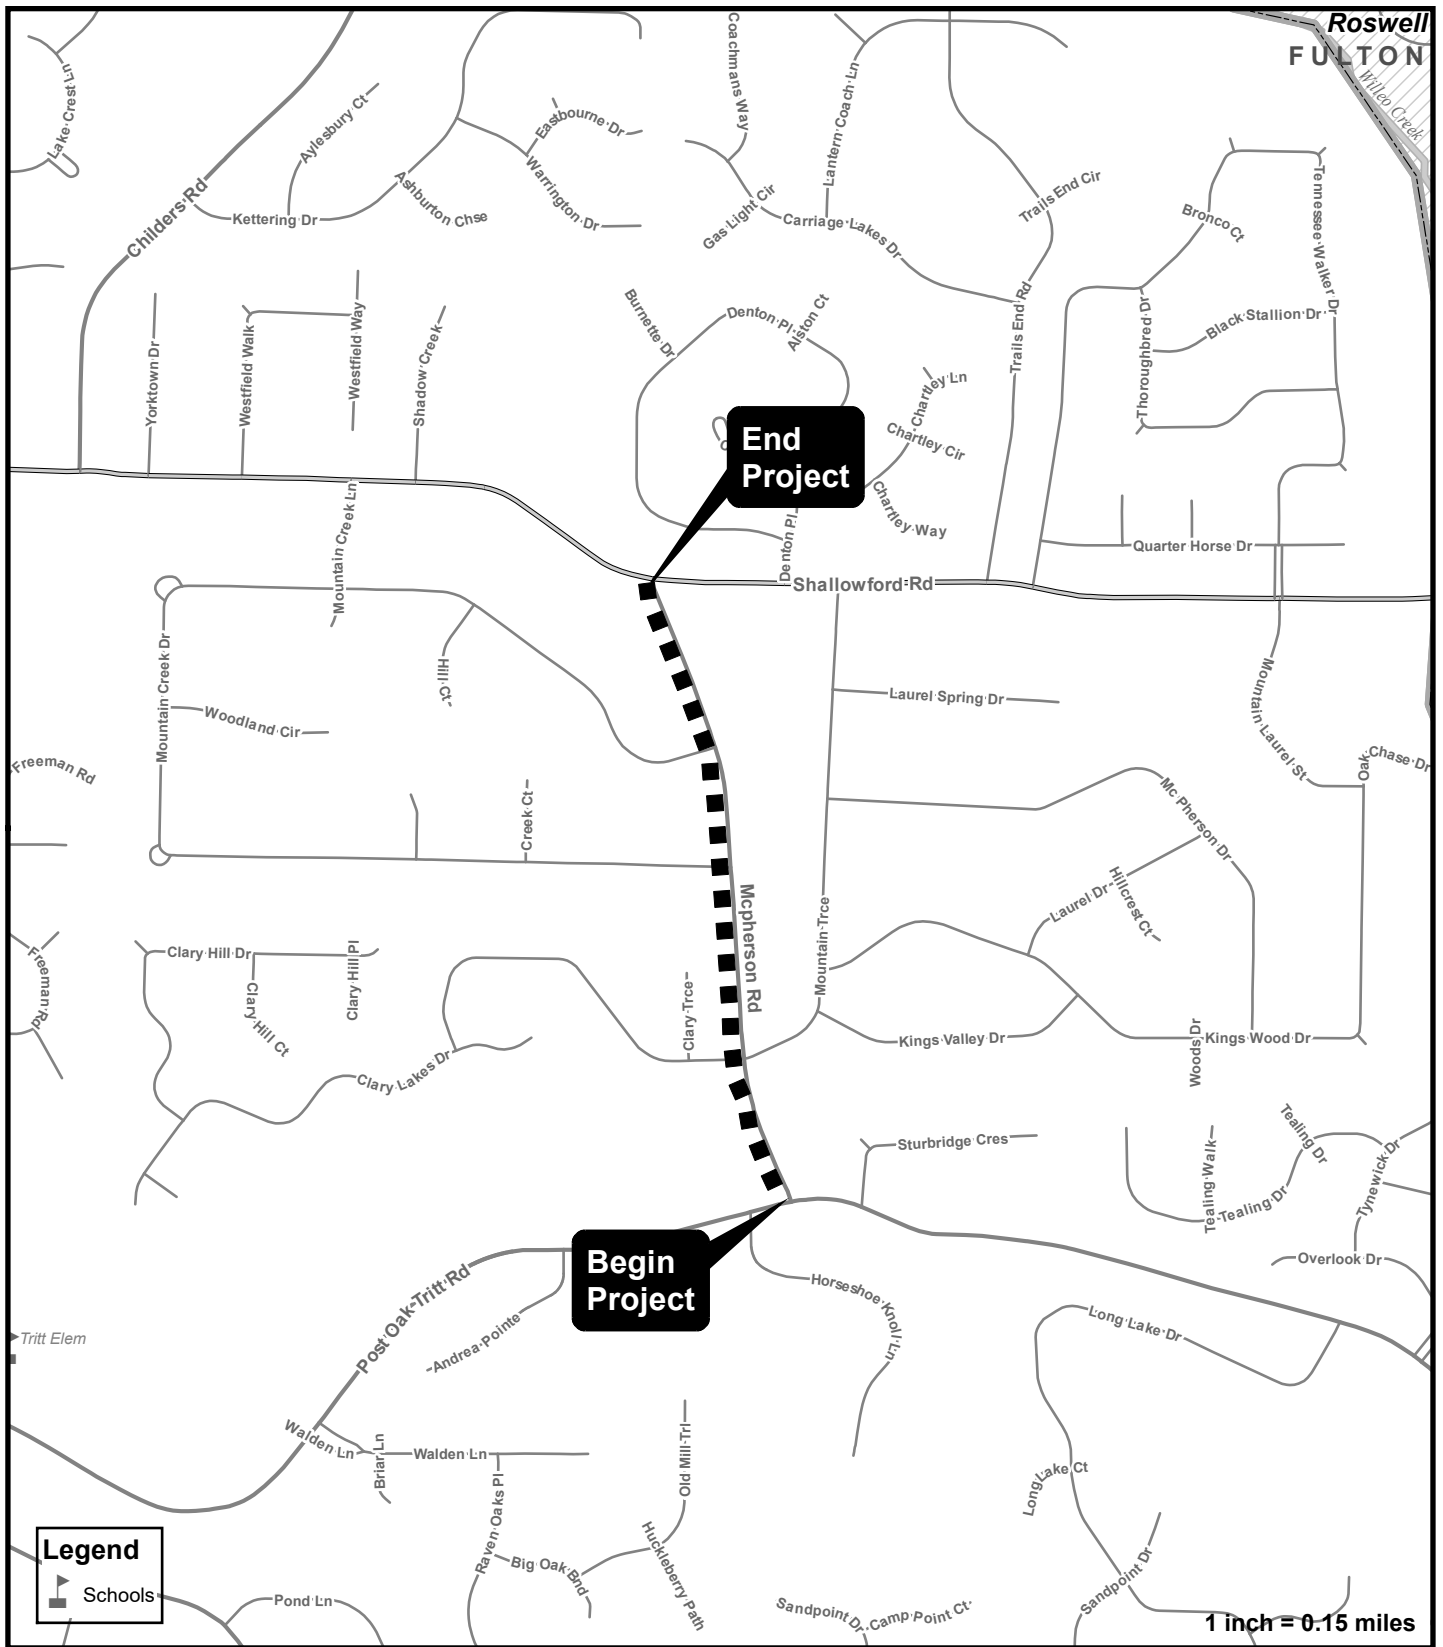 Roswell
FULTON
Willeo Creek
Coachmans Way
Lake Crest Ln
Lantern Coach Ln
Aylesbury Ct
Eastbourne Dr
Warrington Dr
Ashburton Chse
Kettering Dr
Childers Rd
Gas Light Cir
Carriage Lakes Dr
Trails End Cir
Bronco Ct
Tennessee Walker Dr
Burnette Dr
Denton Pl
Alston Ct
Trails End Rd
Thoroughbred Dr
Black Stallion Dr
Yorktown Dr
Westfield Walk
Westfield Way
Shadow Creek
Chartley Ln
Chartley Cir
Chartley Way
End
Project
Denton Pl
Mountain Creek Ln
Quarter Horse Dr
Shallowford Rd
Mountain Creek Dr
Hill Ct
Woodland Cir
Laurel Spring Dr
Mountain Laurel St
Oak
Chase Dr
Freeman Rd
Creek Ct
Mc Pherson Dr
Laurel Dr
Hillcrest Ct
Mcpherson Rd
Mountain Trce
Freeman Rd
Clary Hill Dr
Clary Hill Pl
Clary Hill Ct
Clary Trce
Clary Lakes Dr
Kings Valley Dr
Woods Dr
Kings Wood Dr
Sturbridge Cres
Tealing Dr
Tealing Walk
Tealing Dr
Tynewick Dr
Overlook Dr
Begin
Project
Post Oak Tritt Rd
Andrea Pointe
Horseshoe Knoll Ln
Long Lake Dr
Tritt Elem
Walden Ln
Briar Ln
Walden Ln
Old Mill Trl
Long Lake Ct
Raven Oaks Pl
Big Oak Bnd
Huckleberry Path
Sandpoint Dr
Sandpoint Dr
Camp Point Ct
Legend
Schools
Pond Ln
1 inch = 0.15 miles